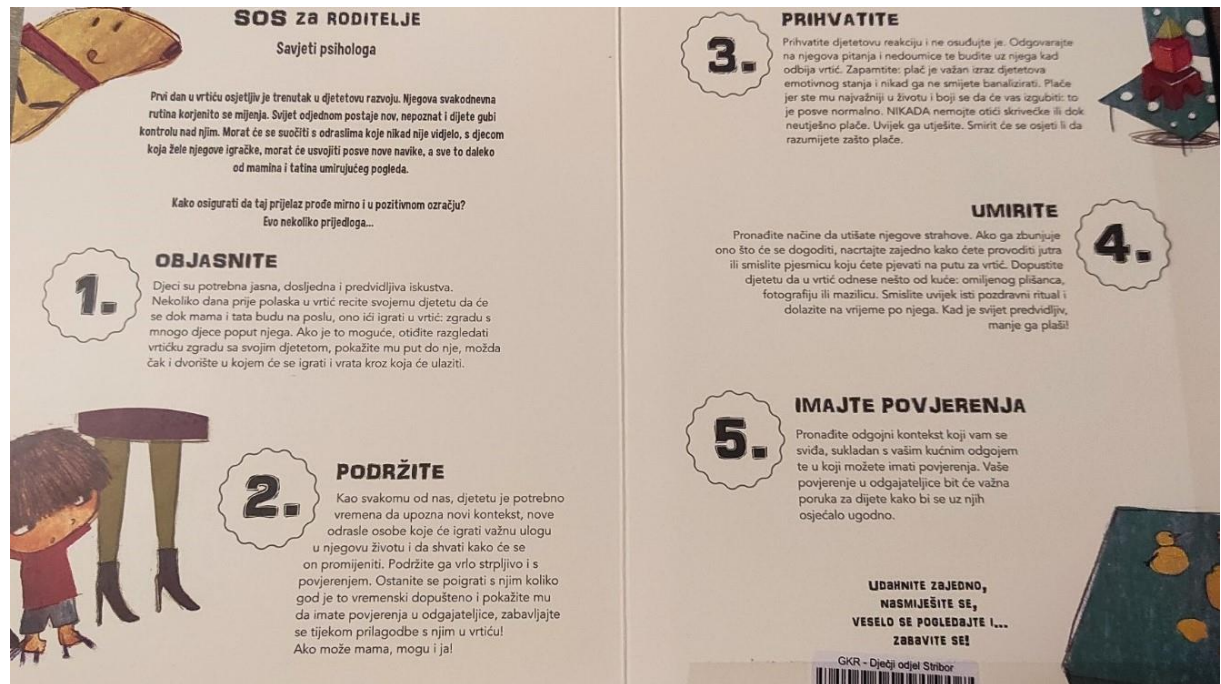 SOS za RODITELJE
Savjeti psihologa
Prvi dan u vrtiću osjetljiv je trenutak u djetetovu razvoju. Njegova svakodnevna
rutina korjenito se mijenja. Svijet odjednom postaje nov, nepoznat i dijete gubi
kontrolu nad njim. Morat će se suočiti s odraslima koje nikad nije vidjelo, s djecom
koja žele njegove igračke, morat će usvojiti posve nove navike, a sve to daleko
od mamina i tatina umirujućeg pogleda.
Kako osigurati da taj prijelaz prođe mirno i u pozitivnom ozračju?
Evo nekoliko prijedloga...
1.
OBJASNITE
Djeci su potrebna jasna, dosljedna i predvidljiva iskustva.
Nekoliko dana prije polaska u vrtić recite svojemu djetetu da će
se dok mama i tata budu na poslu, ono ići igrati u vrtić: zgradu s
mnogo djece poput njega. Ako je to moguće, otiđite razgledati
vrtićku zgradu sa svojim djetetom, pokažite mu put do nje, možda
čak i dvorište u kojem će se igrati i vrata kroz koja će ulaziti.
2.
PODRŽITE
Kao svakomu od nas, djetetu je potrebno
vremena da upozna novi kontekst, nove
odrasle osobe koje će igrati važnu ulogu
u njegovu životu i da shvati kako će se
on promijeniti. Podržite ga vrlo strpljivo i s
povjerenjem. Ostanite se poigrati s njim koliko
god je to vremenski dopušteno i pokažite mu
da imate povjerenja u odgajateljice, zabavljajte
se tijekom prilagodbe s njim u vrtiću!
Ako može mama, mogu i ja!
3.
PRIHVATITE
Prihvatite djetetovu reakciju i ne osuđujte je. Odgovarajte
na njegova pitanja i nedoumice te budite uz njega kad
odbija vrtić. Zapamtite: plač je važan izraz djetetova
emotivnog stanja i nikad ga ne smijete banalizirati. Plače
jer ste mu najvažniji u životu i boji se da će vas izgubiti: to
je posve normalno. NIKADA nemojte otići skrivečke ili dok
neutješno plače. Uvijek ga utješite. Smirit će se osjeti li da
razumijete zašto plače.
UMIRITE
4.
Pronađite načine da utišate njegove strahove. Ako ga zbunjuje
ono što će se dogoditi, nacrtajte zajedno kako ćete provoditi jutra
ili smislite pjesmicu koju ćete pjevati na putu za vrtić. Dopustite
djetetu da u vrtić odnese nešto od kuće: omiljenog plišanca,
fotografiju ili mazilicu. Smislite uvijek isti pozdravni ritual i
dolazite na vrijeme po njega. Kad je svijet predvidljiv,
manje ga plaši!
5.
IMAJTE POVJERENJA
Pronađite odgojni kontekst koji vam se
sviđa, sukladan s vašim kućnim odgojem
te u koji možete imati povjerenja. Vaše
povjerenje u odgajateljice bit će važna
poruka za dijete kako bi se uz njih
osjećalo ugodno.
UDAHNITE ZAJEDNO,
NASMIJEŠITE SE,
VESELO SE POGLEDAJTE I...
ZABAVITE SE!
GKR - Dječji odjel Stribor